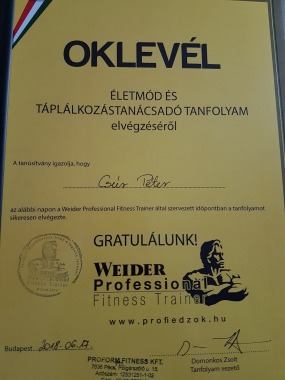 OKLEVÉL
ÉLETMÓD ÉS
TÁPLÁLKOZÁSTANÁCSADÓ TANFOLYAM
elvégzéséről
A tanúsítvány igazolja, hogy
Péter
az alábbi napon a Weider Professional Fitness Trainer által szervezett időpontban a tanfolyamot
sikeresen elvégezte.
GRATULÁLUNK!
WEIDER
Professional
Fitness Trainer
www.profiedzok.hu
Budapest,
PROFORM FITNESS KFT.
Domonkos Zsolt
Tanfolyam vezető